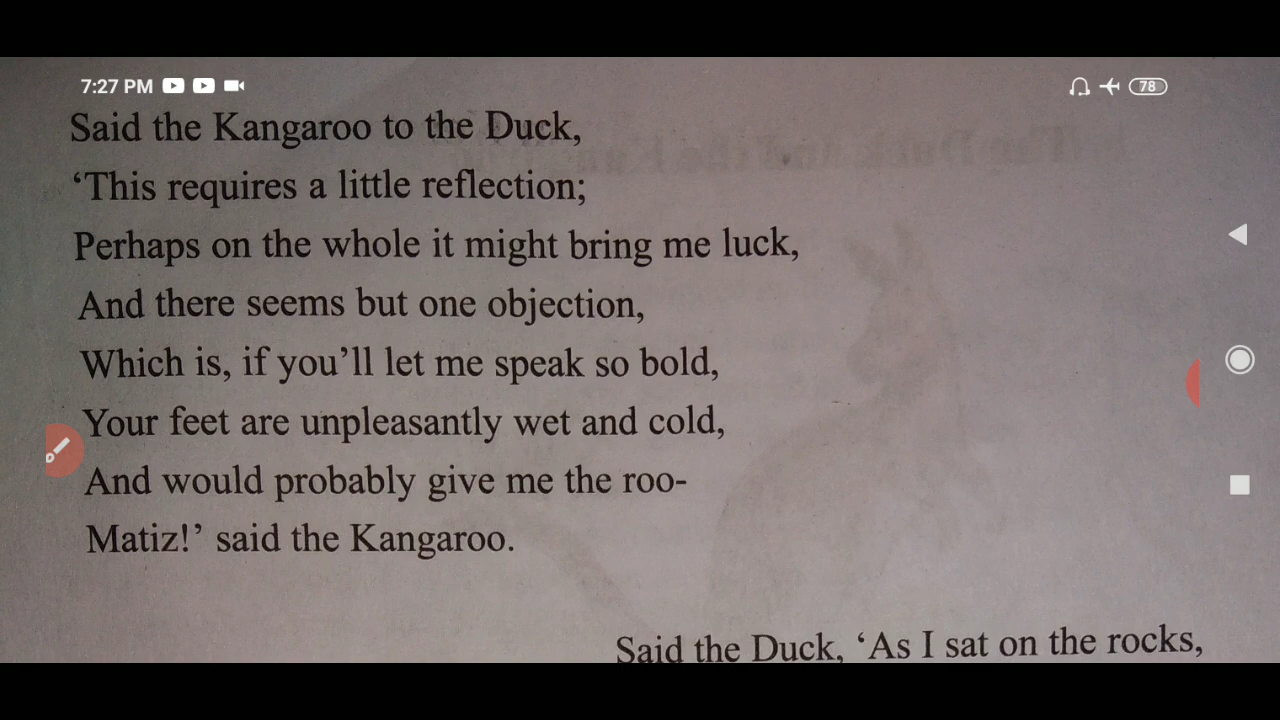 7:27 PM
78
Said the Kangaroo to the Duck,
‘This requires a little reflection;
Perhaps on the whole it might bring me luck,
And there seems but one objection,
Which is, if you’ll let me speak so bold,
Your feet are unpleasantly wet and cold,
And would probably give me the roo-
Matiz!’ said the Kangaroo.
Said the Duck, ‘As I sat on the rocks,